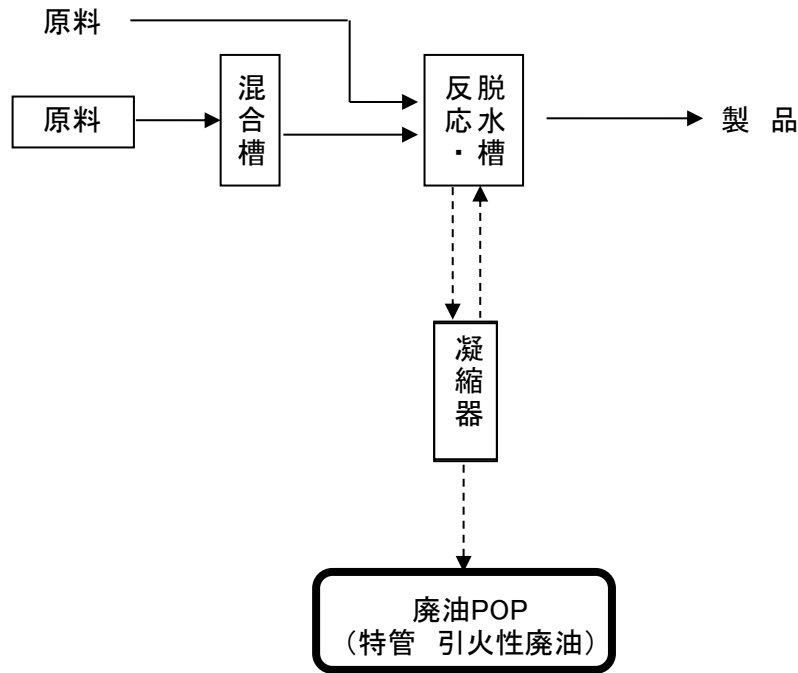 原料
原料
混合槽
反応・
脱水槽
製 品
凝縮器
廃油POP
（特管 引火性廃油）